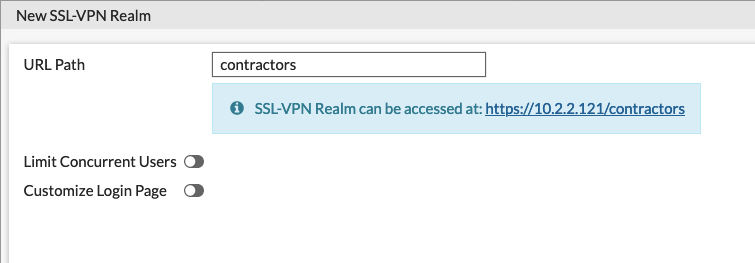 New SSL-VPN Realm
URL Path
contractors
SSL-VPN Realm can be accessed at: https://10.2.2.121/contractors
Limit Concurrent Users
Customize Login Page